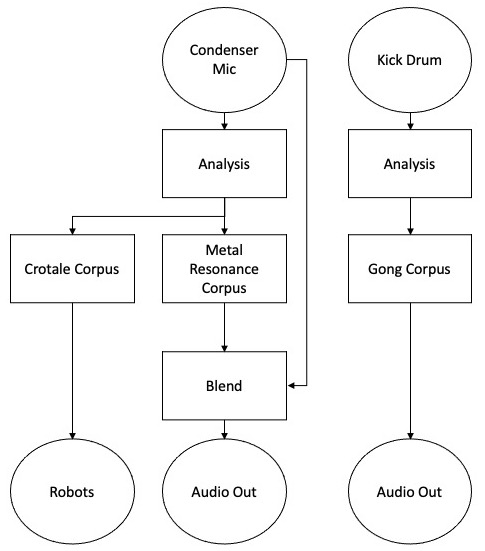 Condenser
Mic
Kick Drum
Analysis
Analysis
Crotale Corpus
Metal
Resonance
Corpus
Gong Corpus
Blend
Robots
Audio Out
Audio Out